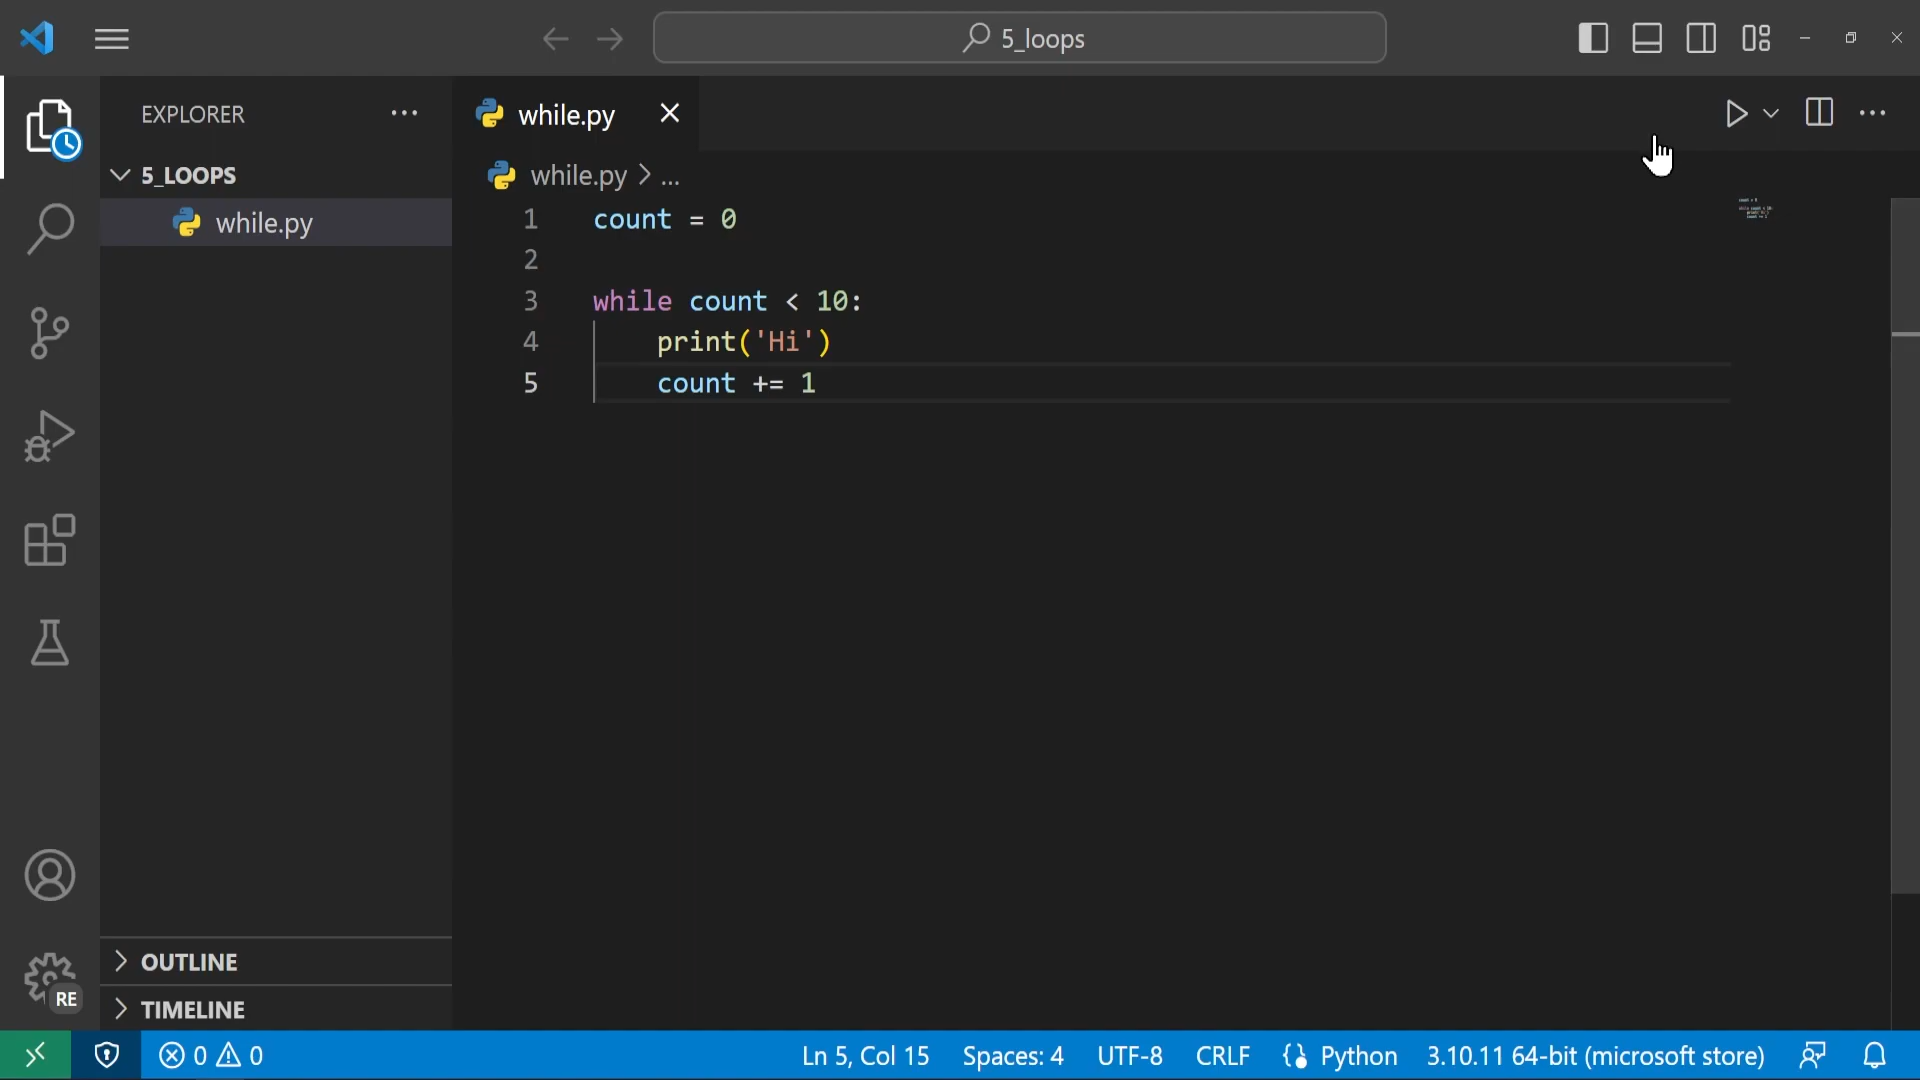 5_loops
EXPLORER
while.py
5_LOOPS
while.py > ...
while.py
1 count = 0
2
3 while count < 10:
4     print('Hi')
5     count += 1
OUTLINE
RE
TIMELINE
0 0 Ln 5, Col 15 Spaces: 4 UTF-8 CRLF Python 3.10.11 64-bit (microsoft store)